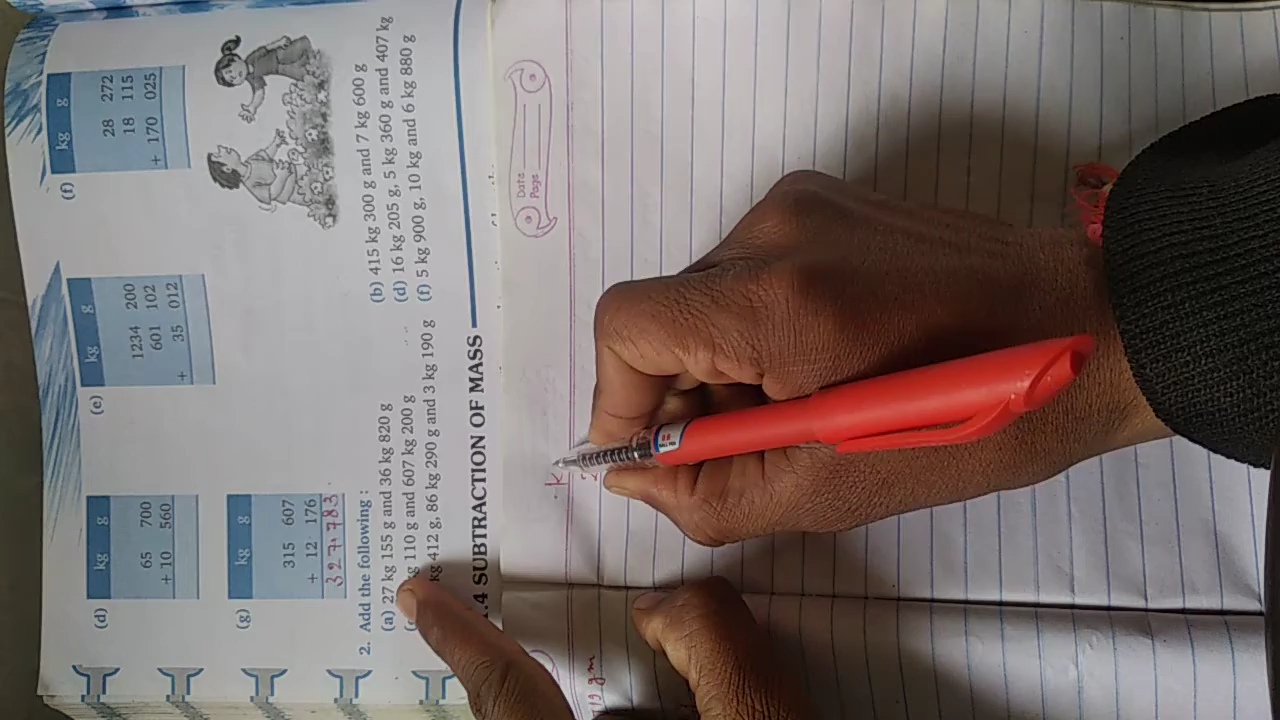 (d)
kg g
65 700
+ 10 560
(e)
kg g
1234 200
601 102
+ 35 012
(f)
kg g
28 272
18 115
+ 170 025
(g)
kg g
315 607
+ 12 176
327.783
2. Add the following :
(a) 27 kg 155 g and 36 kg 820 g
(b) 415 kg 300 g and 7 kg 600 g
kg 110 g and 607 kg 200 g
(d) 16 kg 205 g, 5 kg 360 g and 407 kg
kg 412 g, 86 kg 290 g and 3 kg 190 g
(f) 5 kg 900 g, 10 kg and 6 kg 880 g
.4 SUBTRACTION OF MASS
Date
Page
k
gm